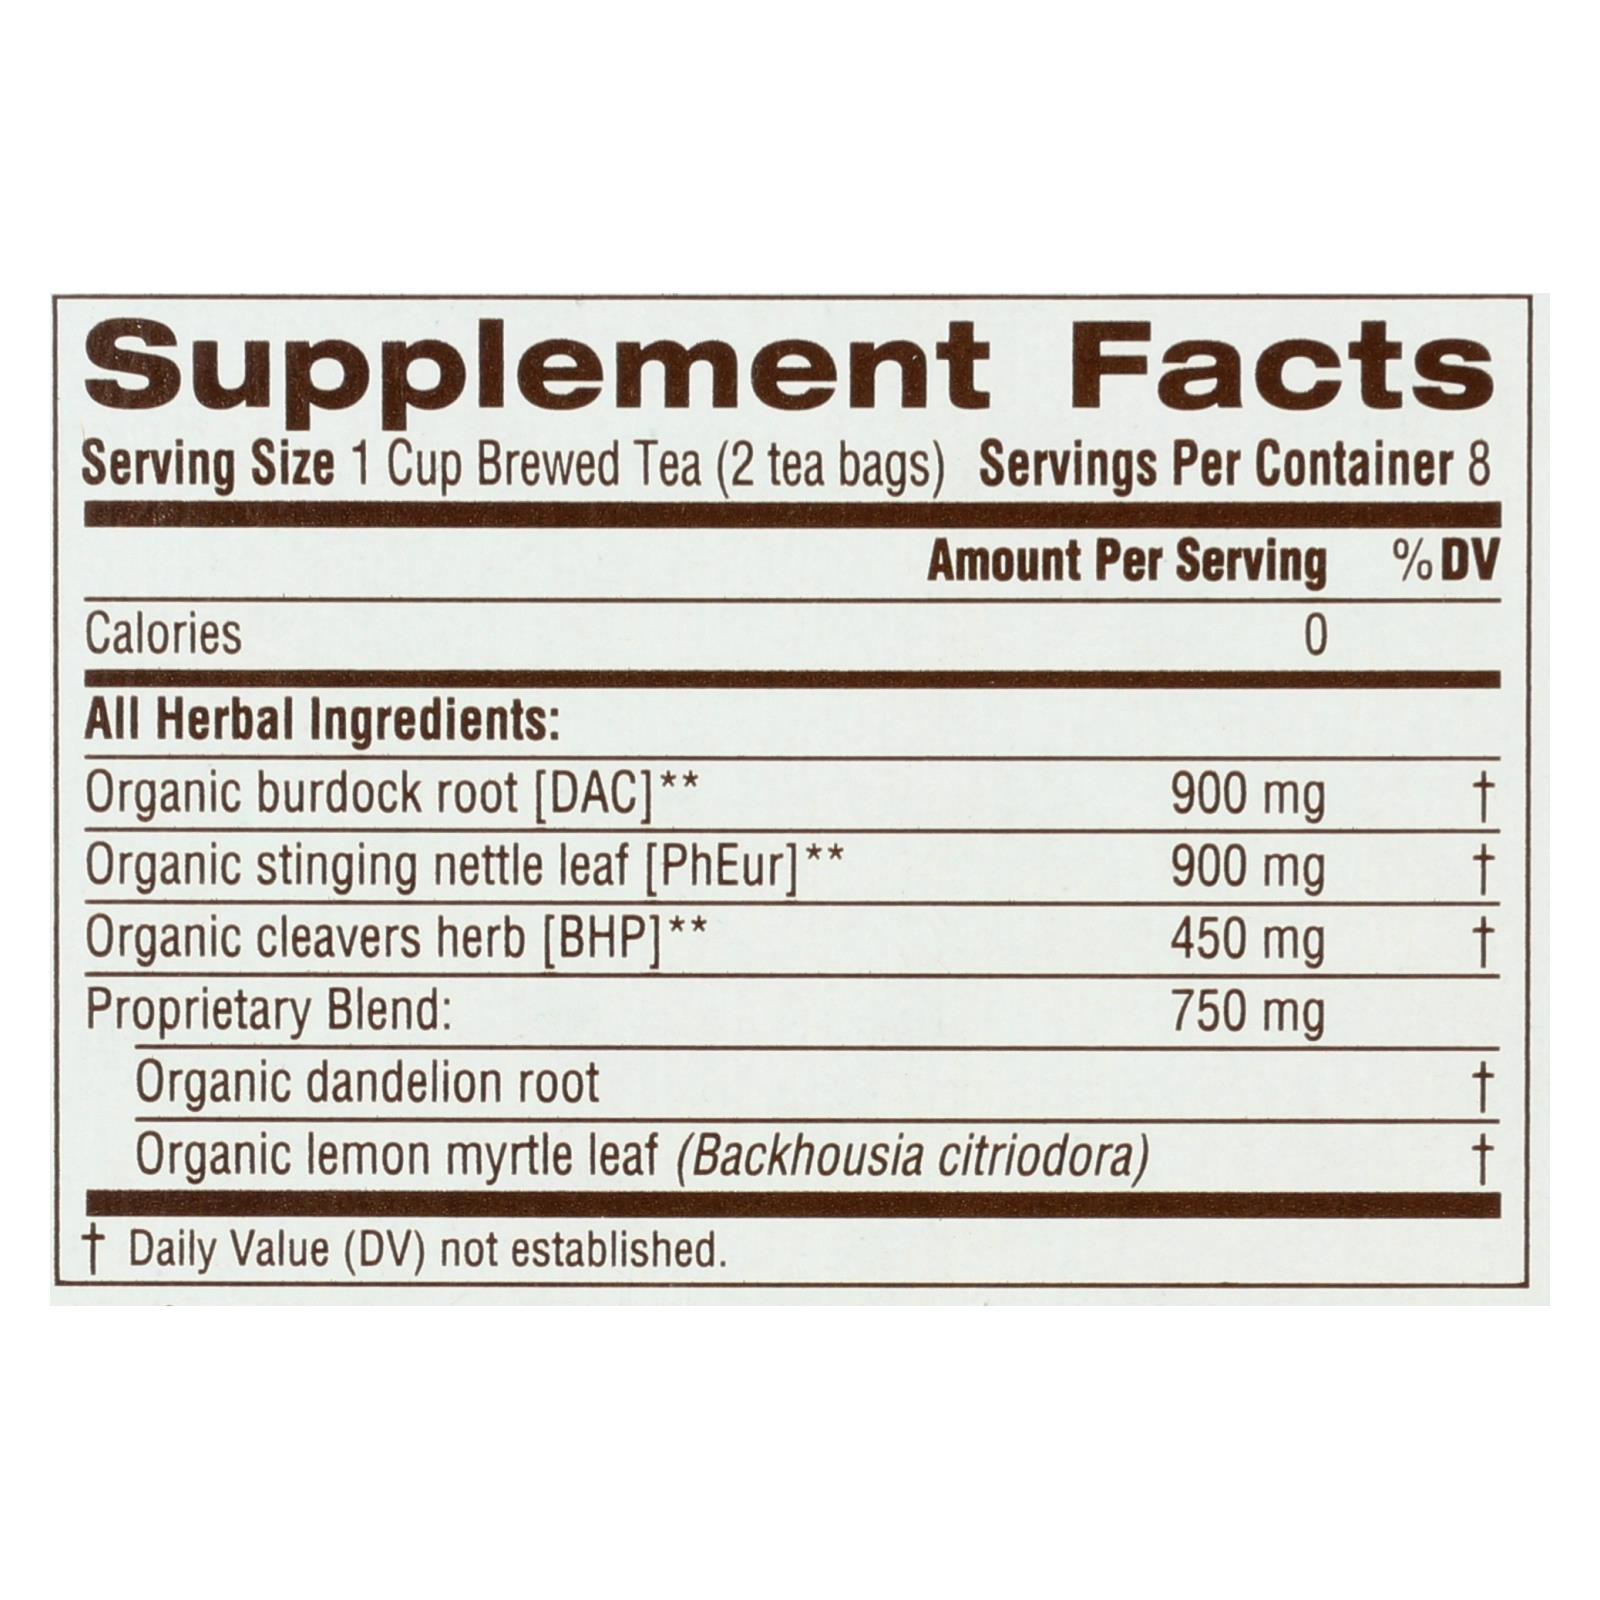 Supplement Facts
Serving Size 1 Cup Brewed Tea (2 tea bags) Servings Per Container 8
Amount Per Serving % DV
Calories 0
All Herbal Ingredients:
Organic burdock root [DAC]** 900 mg †
Organic stinging nettle leaf [PhEur]** 900 mg †
Organic cleavers herb [BHP]** 450 mg †
Proprietary Blend: 750 mg
Organic dandelion root †
Organic lemon myrtle leaf (Backhousia citriodora) †
† Daily Value (DV) not established.